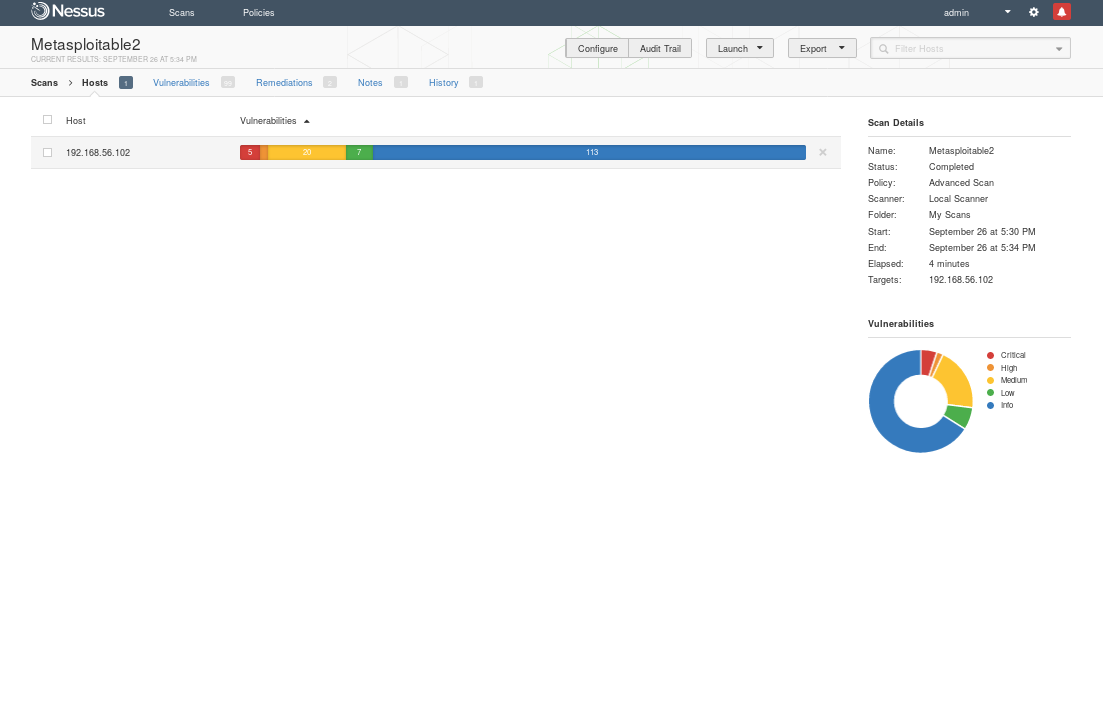 Nessus Scans Policies admin
Metasploitable2
CURRENT RESULTS: SEPTEMBER 26 AT 5:34 PM
Configure Audit Trail Launch Export Filter Hosts
Scans > Hosts 1 Vulnerabilities Remediations Notes History
Host Vulnerabilities
192.168.56.102 5 20 7 113
Scan Details
Name: Metasploitable2
Status: Completed
Policy: Advanced Scan
Scanner: Local Scanner
Folder: My Scans
Start: September 26 at 5:30 PM
End: September 26 at 5:34 PM
Elapsed: 4 minutes
Targets: 192.168.56.102
Vulnerabilities
Critical
High
Medium
Low
Info